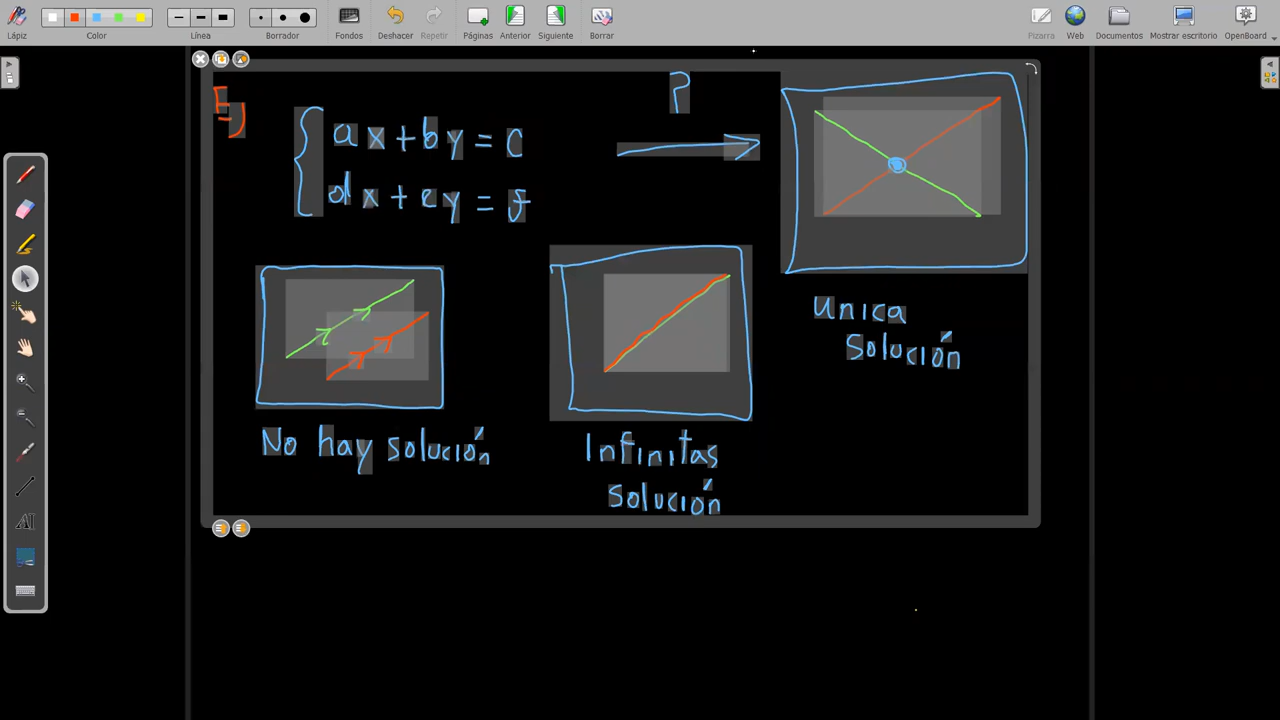 Lápiz
Color
Línea
Borrador
Fondos
Deshacer
Repetir
Páginas
Anterior
Siguiente
Borrar
Pizarra
Web
Documentos
Mostrar escritorio
OpenBoard
?
ax+by=c
dx+ey=f
Unica
Solución
No hay solución
Infinitas
solución